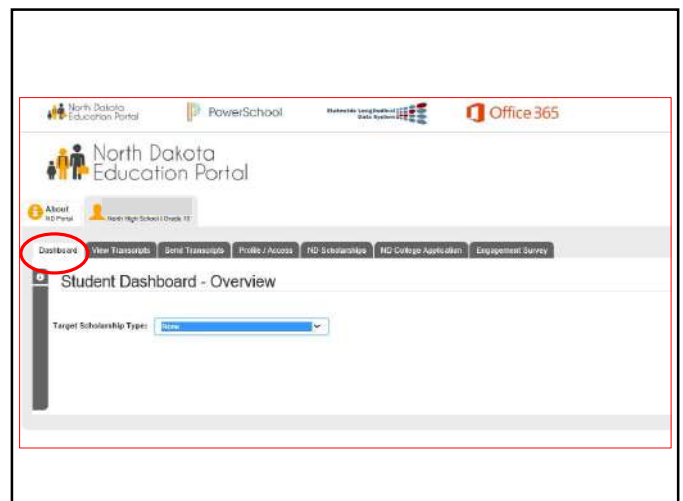 North Dakota
Education Portal
PowerSchool
Statewide Longitudinal
Data System
Office 365
North Dakota
Education Portal
About
ND Portal
North High School | Grade
Dashboard View Transcripts Send Transcripts Profile / Access ND Scholarships ND College Application Engagement Survey
Student Dashboard - Overview
Target Scholarship Type: None